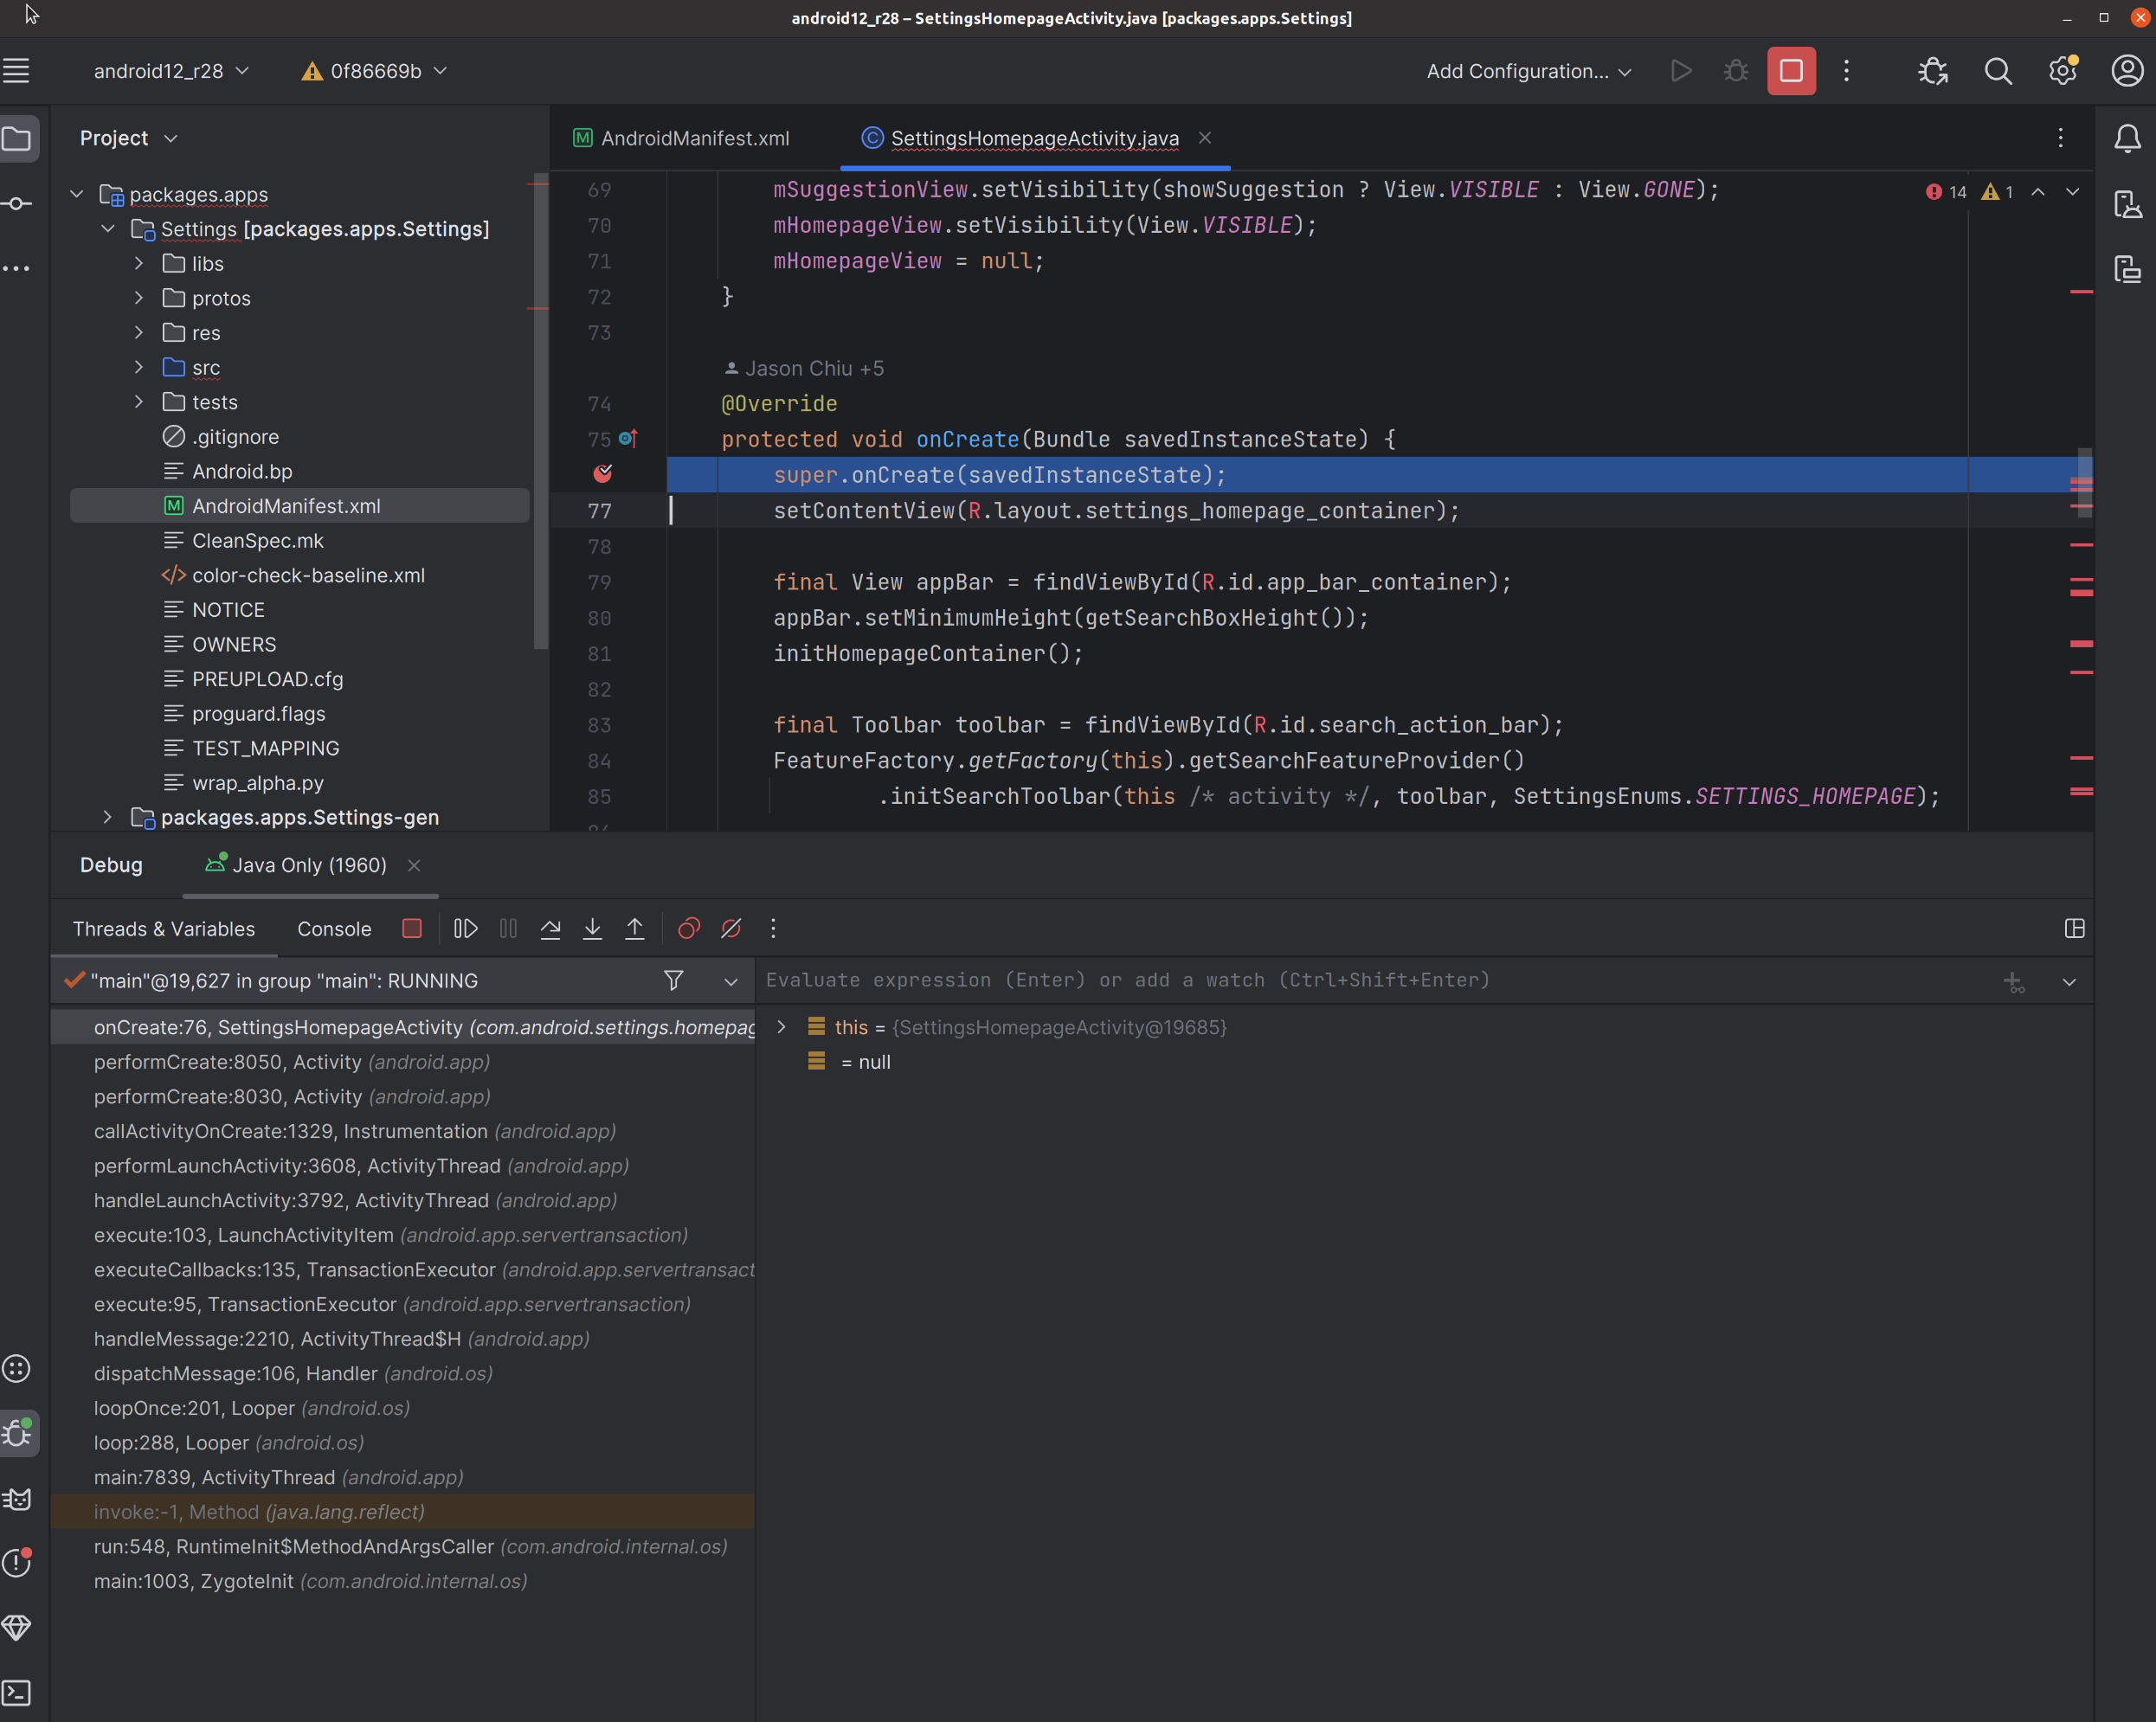 android12_r28 – SettingsHomepageActivity.java [packages.apps.Settings]
android12_r28
0f86669b
Add Configuration...
Project
packages.apps
Settings [packages.apps.Settings]
libs
protos
res
src
tests
.gitignore
Android.bp
AndroidManifest.xml
CleanSpec.mk
color-check-baseline.xml
NOTICE
OWNERS
PREUPLOAD.cfg
proguard.flags
TEST_MAPPING
wrap_alpha.py
packages.apps.Settings-gen
AndroidManifest.xml
SettingsHomepageActivity.java
14 1
69 mSuggestionView.setVisibility(showSuggestion ? View.VISIBLE : View.GONE);
70 mHomepageView.setVisibility(View.VISIBLE);
71 mHomepageView = null;
72 }
73
Jason Chiu +5
74 @Override
75 protected void onCreate(Bundle savedInstanceState) {
super.onCreate(savedInstanceState);
77 setContentView(R.layout.settings_homepage_container);
78
79 final View appBar = findViewById(R.id.app_bar_container);
80 appBar.setMinimumHeight(getSearchBoxHeight());
81 initHomepageContainer();
82
83 final Toolbar toolbar = findViewById(R.id.search_action_bar);
84 FeatureFactory.getFactory(this).getSearchFeatureProvider()
85 .initSearchToolbar(this /* activity */, toolbar, SettingsEnums.SETTINGS_HOMEPAGE);
Debug
Java Only (1960)
Threads & Variables
Console
"main"@19,627 in group "main": RUNNING
onCreate:76, SettingsHomepageActivity (com.android.settings.homepag
performCreate:8050, Activity (android.app)
performCreate:8030, Activity (android.app)
callActivityOnCreate:1329, Instrumentation (android.app)
performLaunchActivity:3608, ActivityThread (android.app)
handleLaunchActivity:3792, ActivityThread (android.app)
execute:103, LaunchActivityItem (android.app.servertransaction)
executeCallbacks:135, TransactionExecutor (android.app.servertransact
execute:95, TransactionExecutor (android.app.servertransaction)
handleMessage:2210, ActivityThread$H (android.app)
dispatchMessage:106, Handler (android.os)
loopOnce:201, Looper (android.os)
loop:288, Looper (android.os)
main:7839, ActivityThread (android.app)
invoke:-1, Method (java.lang.reflect)
run:548, RuntimeInit$MethodAndArgsCaller (com.android.internal.os)
main:1003, ZygoteInit (com.android.internal.os)
Evaluate expression (Enter) or add a watch (Ctrl+Shift+Enter)
this = {SettingsHomepageActivity@19685}
= null